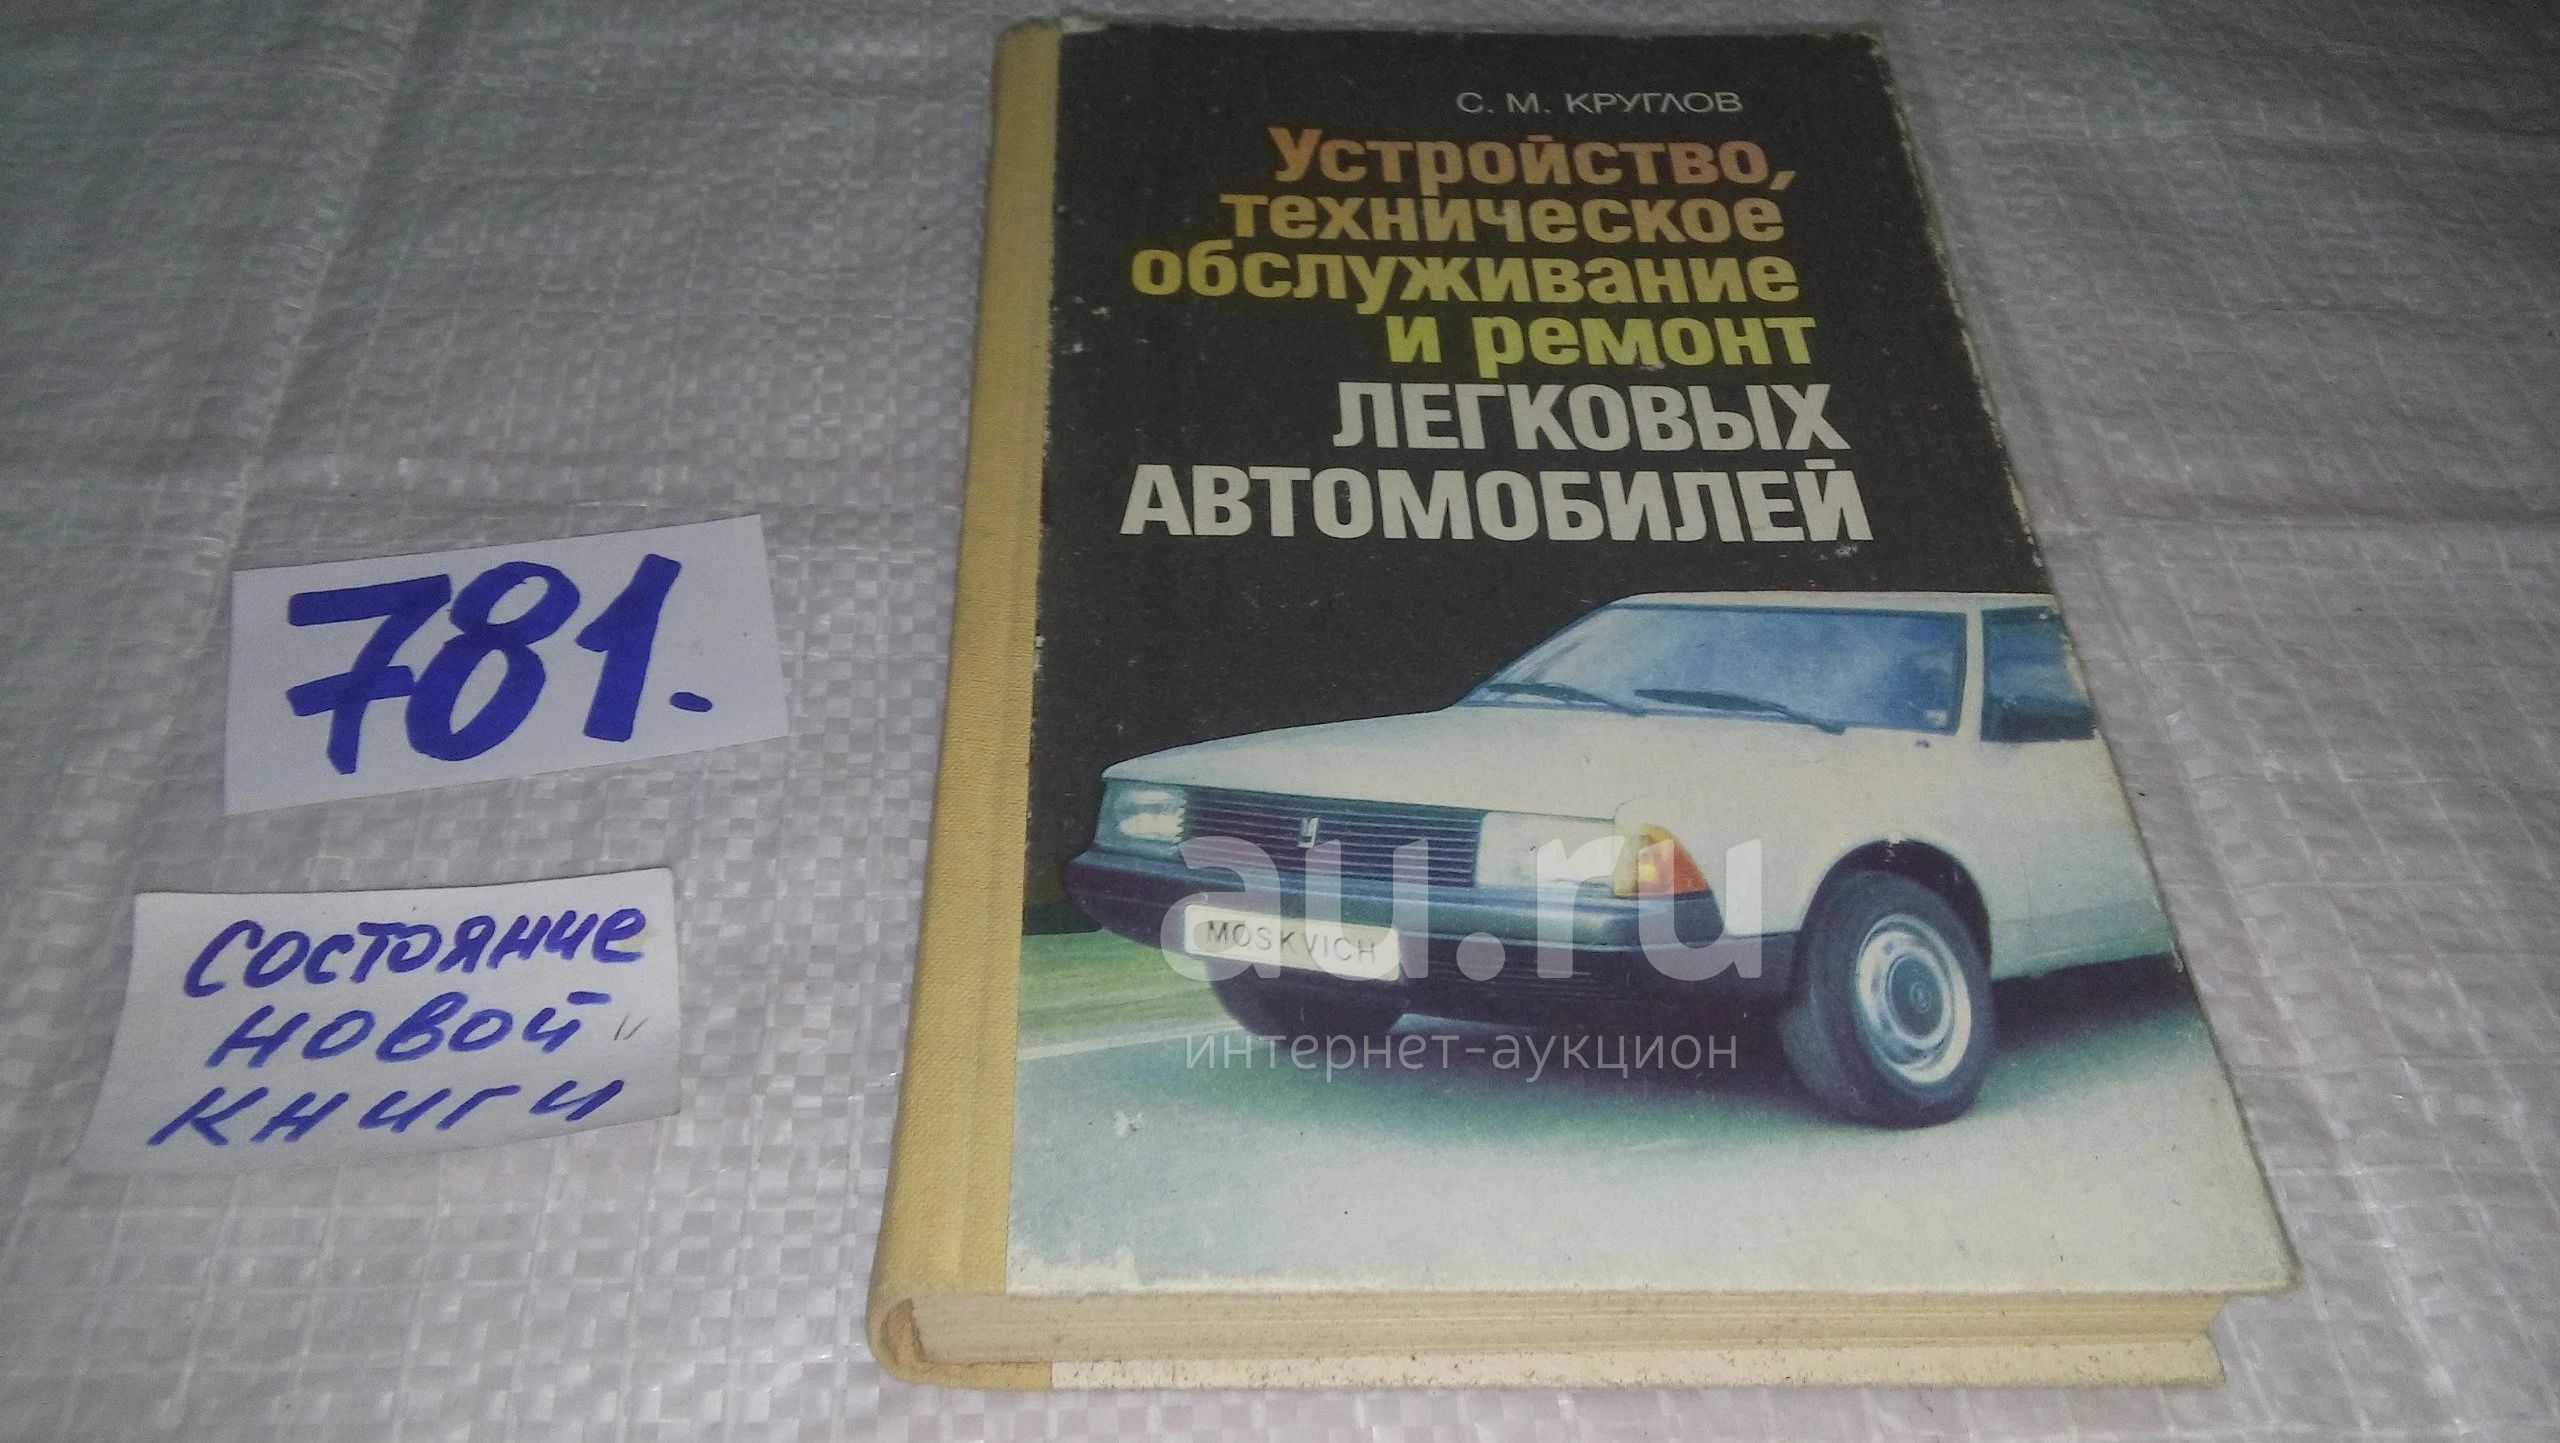 С. М. КРУГЛОВ
Устройство,
техническое
обслуживание
и ремонт
ЛЕГКОВЫХ
АВТОМОБИЛЕЙ
781.
состояние
новой
книги
MOSKVICH
au.ru
интернет-аукцион